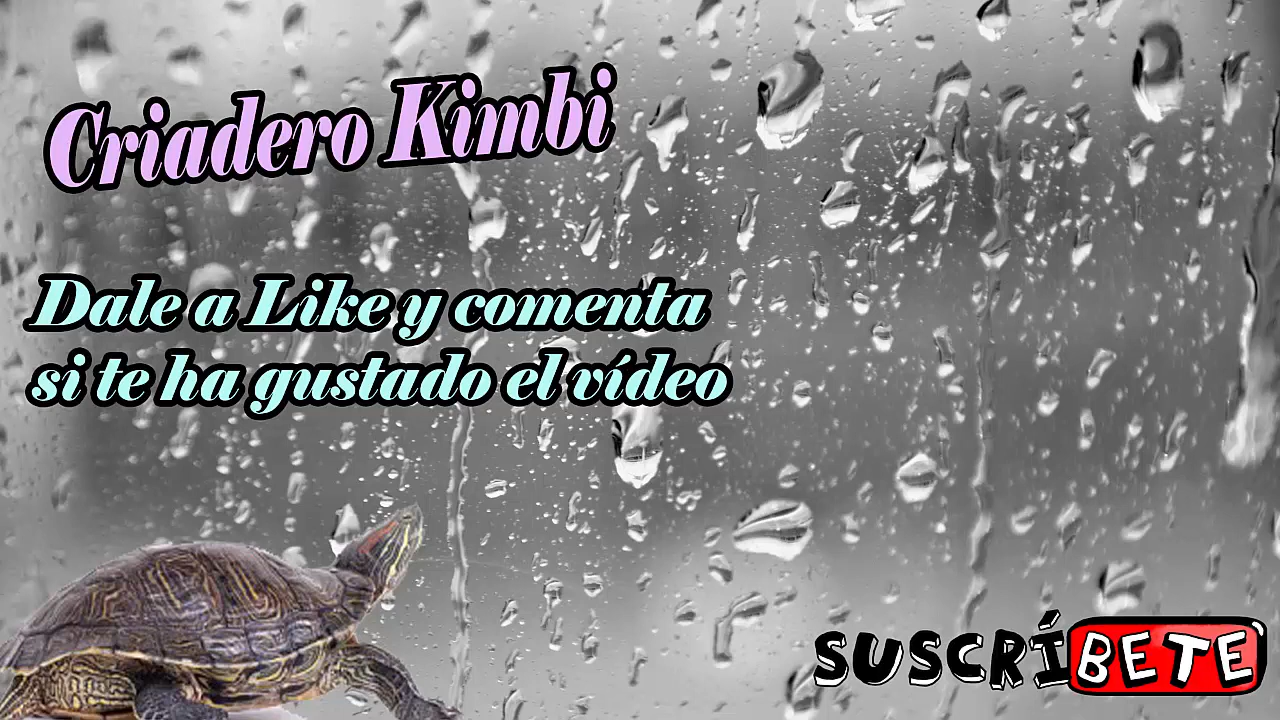 Criadero Kimbi
Dale a Like y comenta
si te ha gustado el vídeo
SUSCRÍBETE